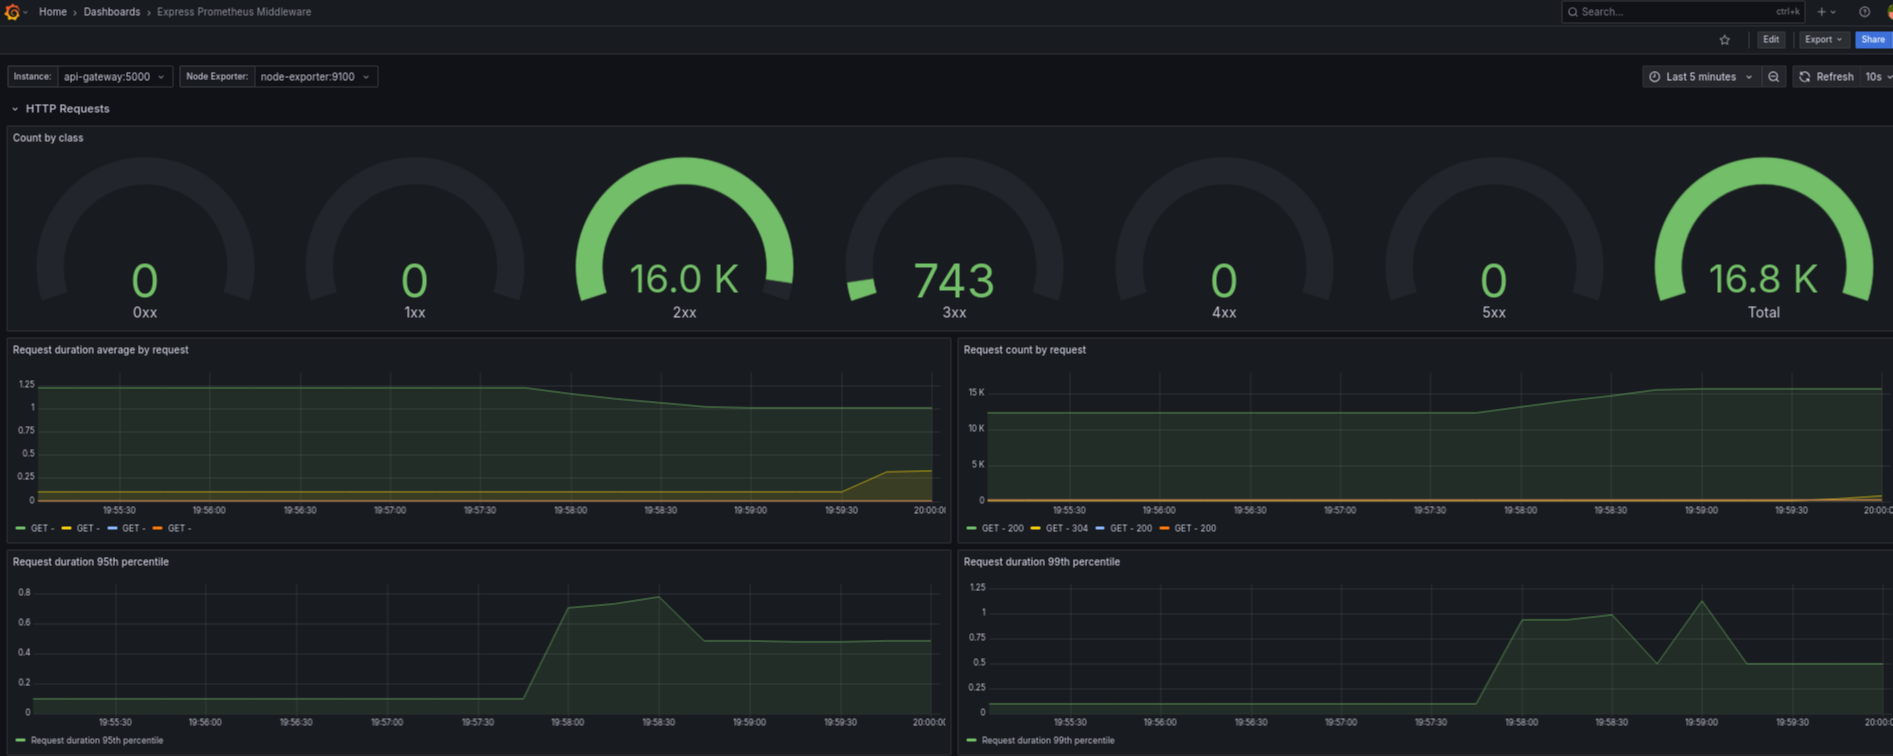 Home › Dashboards › Express Prometheus Middleware
Search... ctrl+k
Edit Export Share
Instance: api-gateway:5000 Node Exporter: node-exporter:9100
Last 5 minutes Refresh 10s
HTTP Requests
Count by class
0 0 16.0 K 743 0 0 16.8 K
0xx 1xx 2xx 3xx 4xx 5xx Total
Request duration average by request
1.25
1
0.75
0.5
0.25
0
19:55:30 19:56:00 19:56:30 19:57:00 19:57:30 19:58:00 19:58:30 19:59:00 19:59:30 20:00:0
GET - GET - GET - GET -
Request count by request
15 K
10 K
5 K
0
19:55:30 19:56:00 19:56:30 19:57:00 19:57:30 19:58:00 19:58:30 19:59:00 19:59:30 20:00:0
GET - 200 GET - 304 GET - 200 GET - 200
Request duration 95th percentile
0.8
0.6
0.4
0.2
0
19:55:30 19:56:00 19:56:30 19:57:00 19:57:30 19:58:00 19:58:30 19:59:00 19:59:30 20:00:0
Request duration 95th percentile
Request duration 99th percentile
1.25
1
0.75
0.5
0.25
0
19:55:30 19:56:00 19:56:30 19:57:00 19:57:30 19:58:00 19:58:30 19:59:00 19:59:30 20:00:0
Request duration 99th percentile